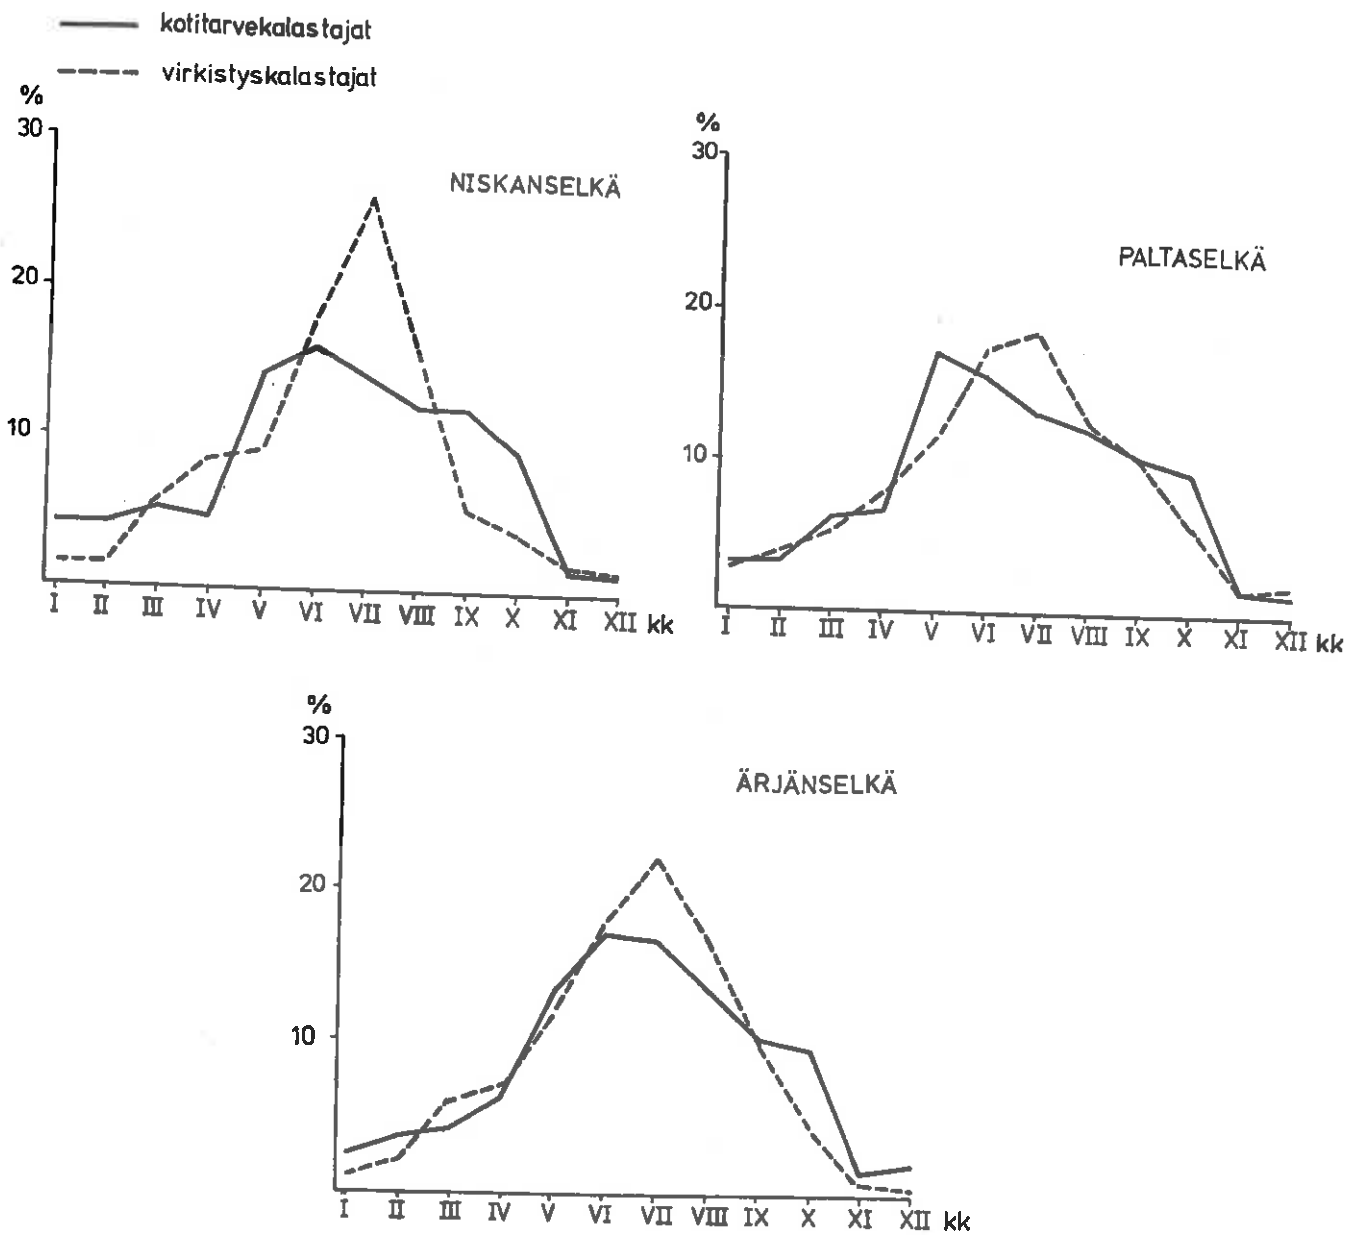 kotitarvekalastajat
virkistyskalastajat
%
30
20
10
NISKANSELKÄ
I II III IV V VI VII VIII IX X XI XII kk
%
30
20
10
PALTASELKÄ
I II III IV V VI VII VIII IX X XI XII kk
%
30
20
10
ÄRJÄNSELKÄ
I II III IV V VI VII VIII IX X XI XII kk